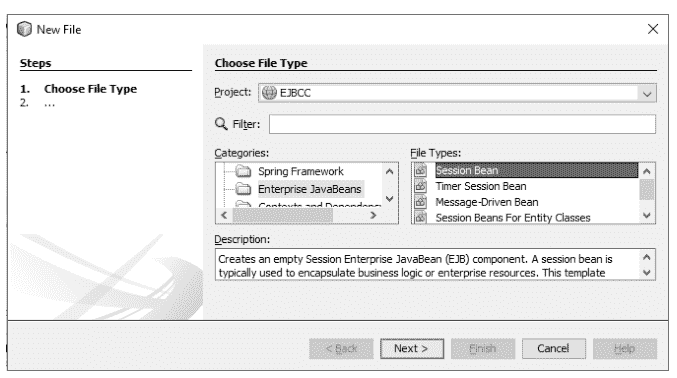 New File
Steps
1. Choose File Type
2. ...
Choose File Type
Project: EJBCC
Filter:
Categories:
Spring Framework
Enterprise JavaBeans
Contexts and Dependenc
File Types:
Session Bean
Timer Session Bean
Message-Driven Bean
Session Beans For Entity Classes
Description:
Creates an empty Session Enterprise JavaBean (EJB) component. A session bean is
typically used to encapsulate business logic or enterprise resources. This template
< Back
Next >
Finish
Cancel
Help